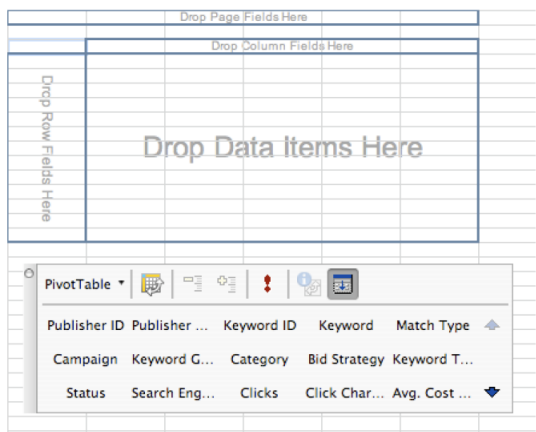 Drop Page Fields Here
Drop Column Fields Here
Drop Row Fields Here
Drop Data Items Here
PivotTable
Publisher ID Publisher ... Keyword ID Keyword Match Type
Campaign Keyword G... Category Bid Strategy Keyword T...
Status Search Eng... Clicks Click Char... Avg. Cost ...